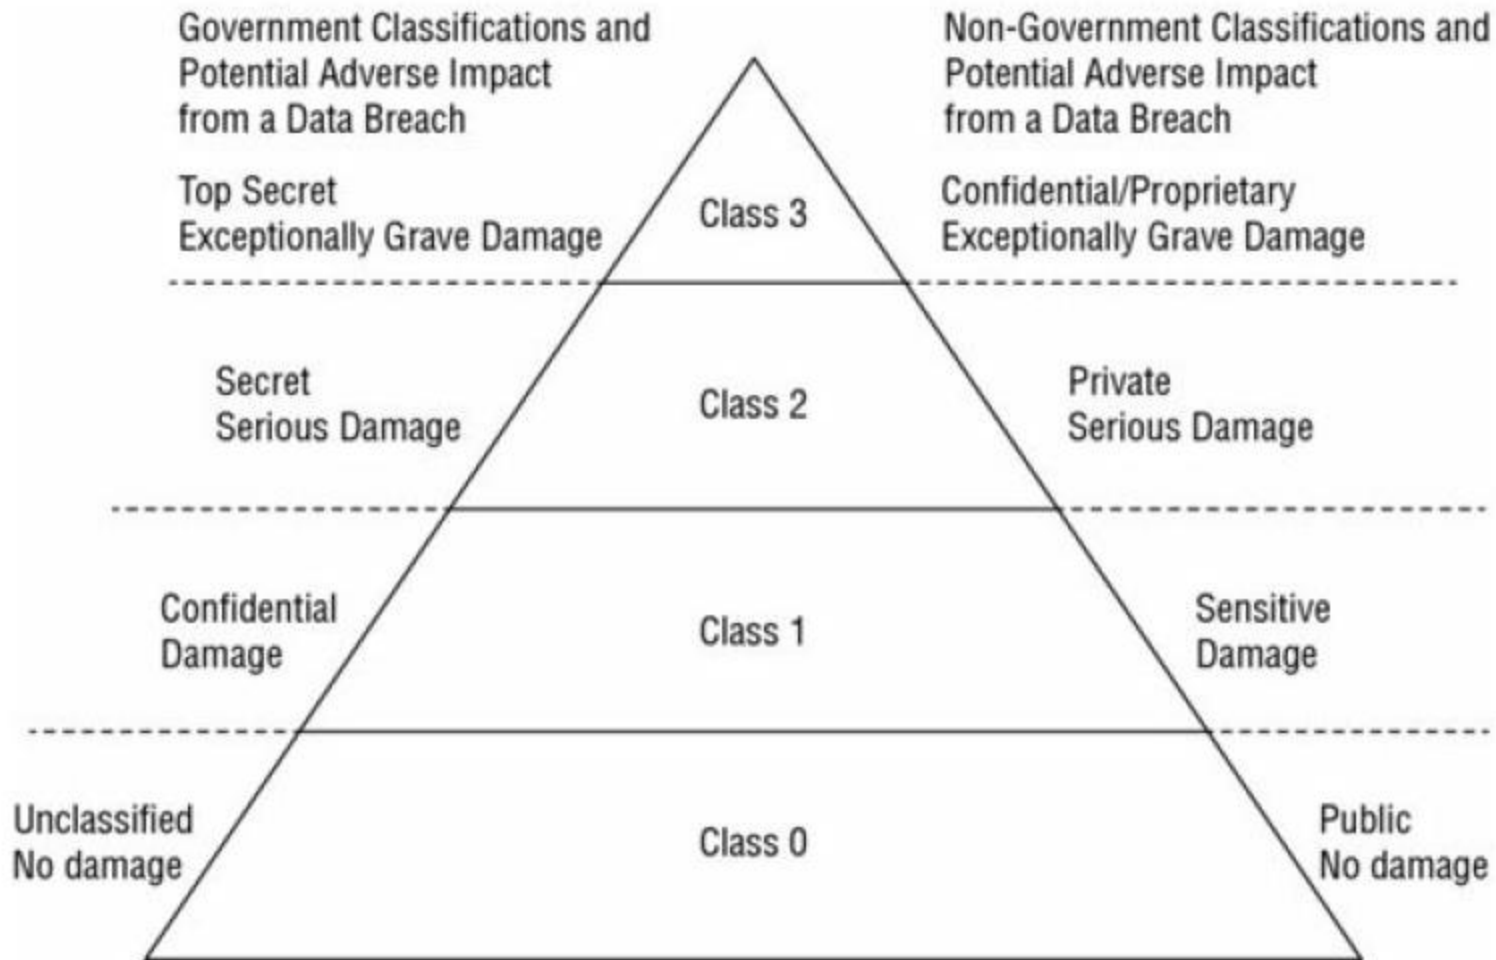 Government Classifications and
Potential Adverse Impact
from a Data Breach
Non-Government Classifications and
Potential Adverse Impact
from a Data Breach
Top Secret
Exceptionally Grave Damage
Class 3
Confidential/Proprietary
Exceptionally Grave Damage
Secret
Serious Damage
Class 2
Private
Serious Damage
Confidential
Damage
Class 1
Sensitive
Damage
Unclassified
No damage
Class 0
Public
No damage